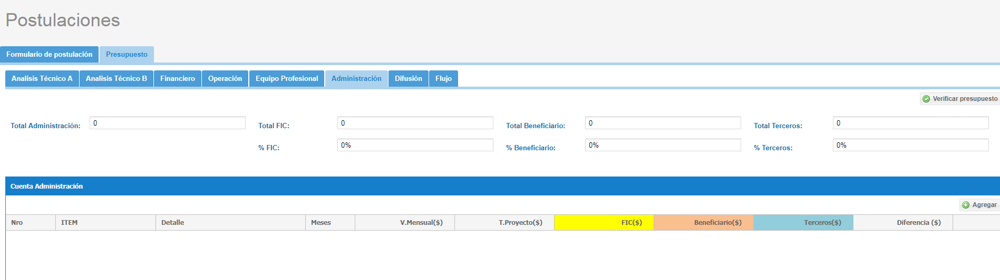 Postulaciones
Formulario de postulación Presupuesto
Analisis Técnico A Analisis Técnico B Financiero Operación Equipo Profesional Administración Difusión Flujo
Verificar presupuesto
Total Administración: 0 Total FIC: 0 Total Beneficiario: 0 Total Terceros: 0
% FIC: 0% % Beneficiario: 0% % Terceros: 0%
Cuenta Administración
Agregar
Nro ITEM Detalle Meses V.Mensual($) T.Proyecto($) FIC($) Beneficiario($) Terceros($) Diferencia ($)